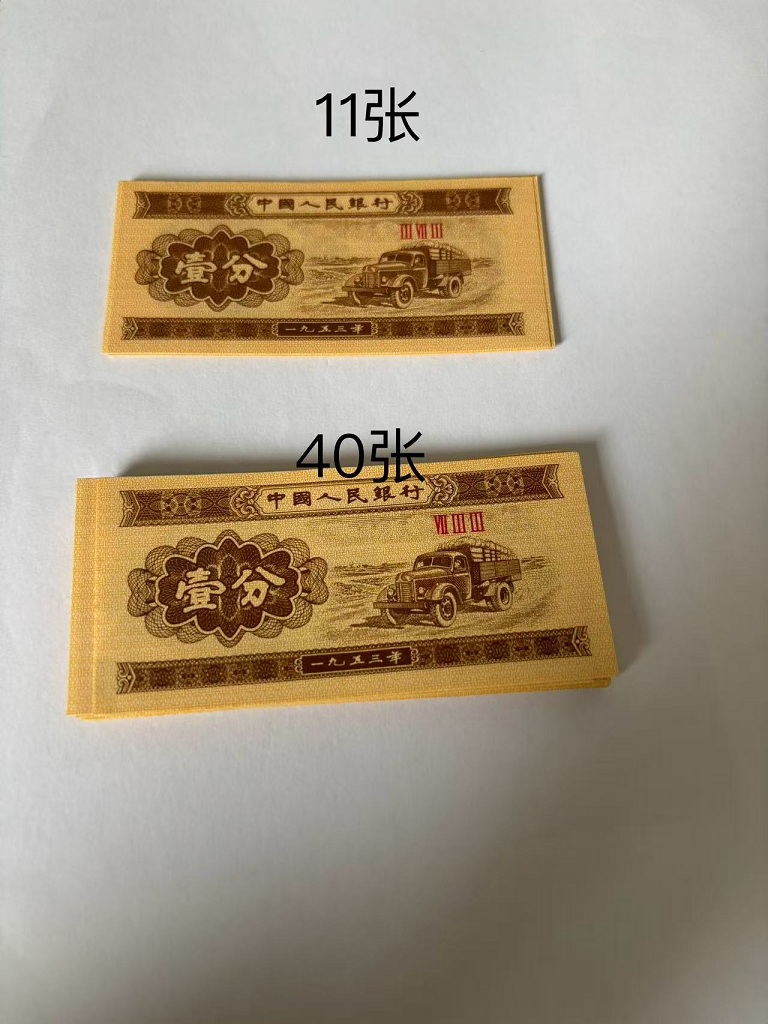 11张
中國人民銀行
III VII III
壹分
一九五三年
40张
中國人民銀行
VII III III
壹分
一九五三年